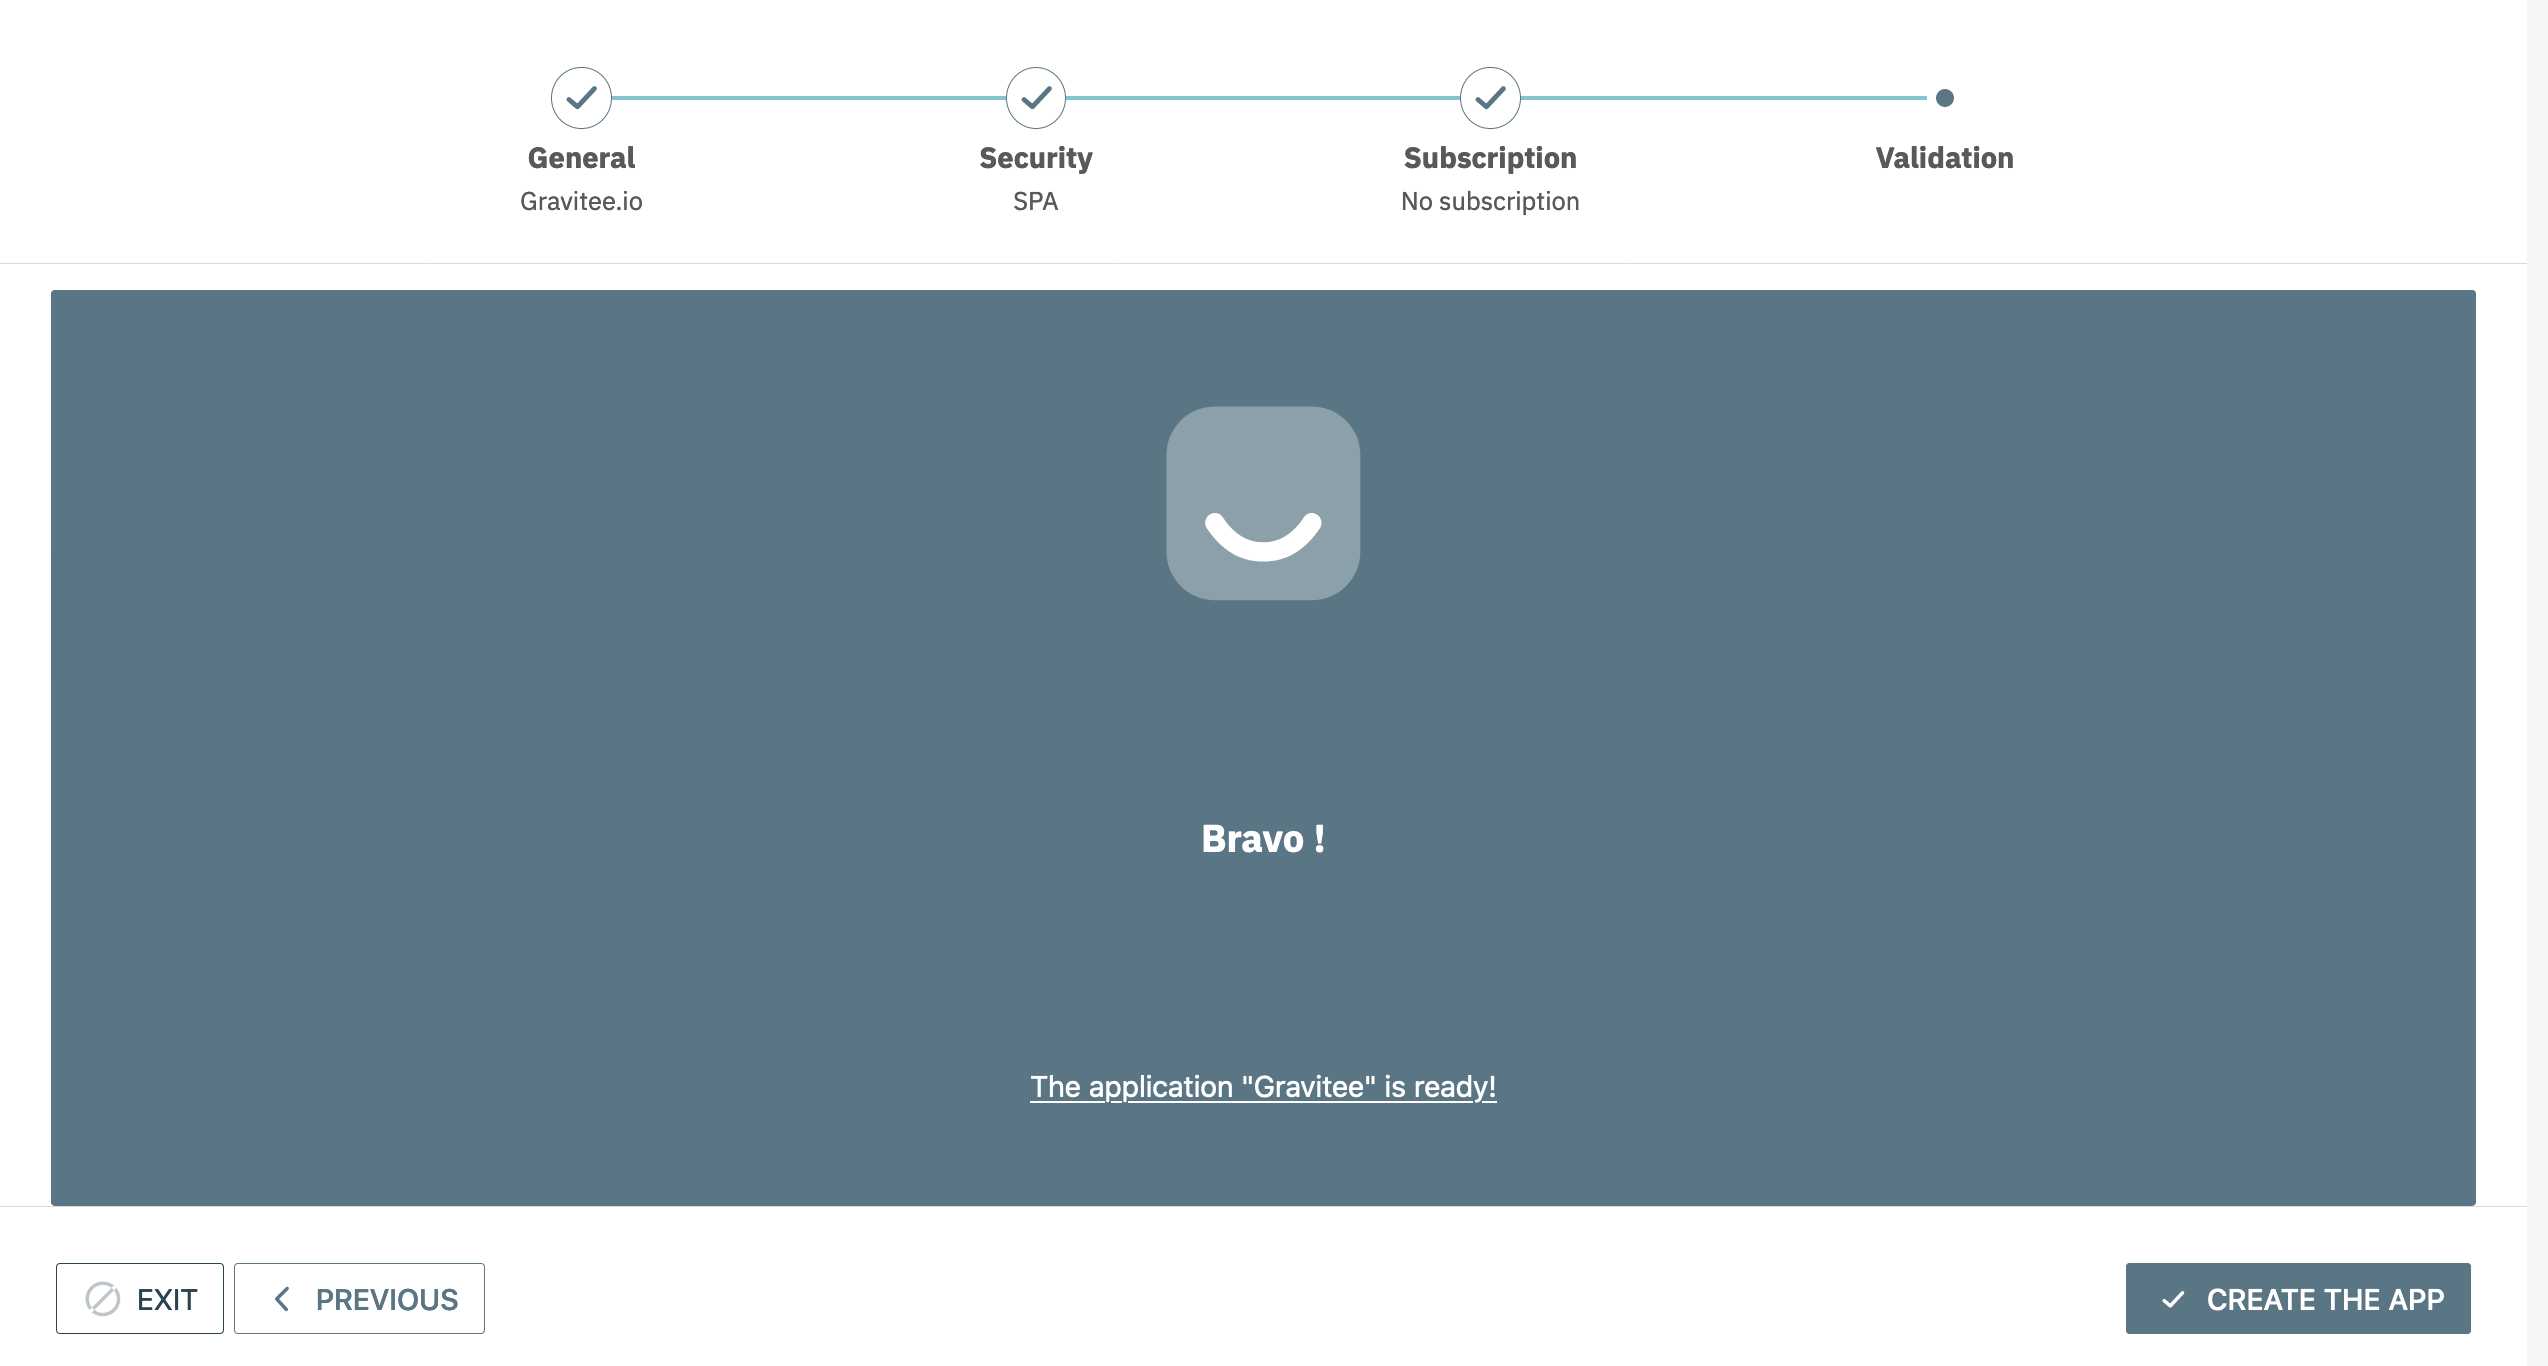 General
Gravitee.io
Security
SPA
Subscription
No subscription
Validation
Bravo !
The application "Gravitee" is ready!
EXIT
PREVIOUS
CREATE THE APP